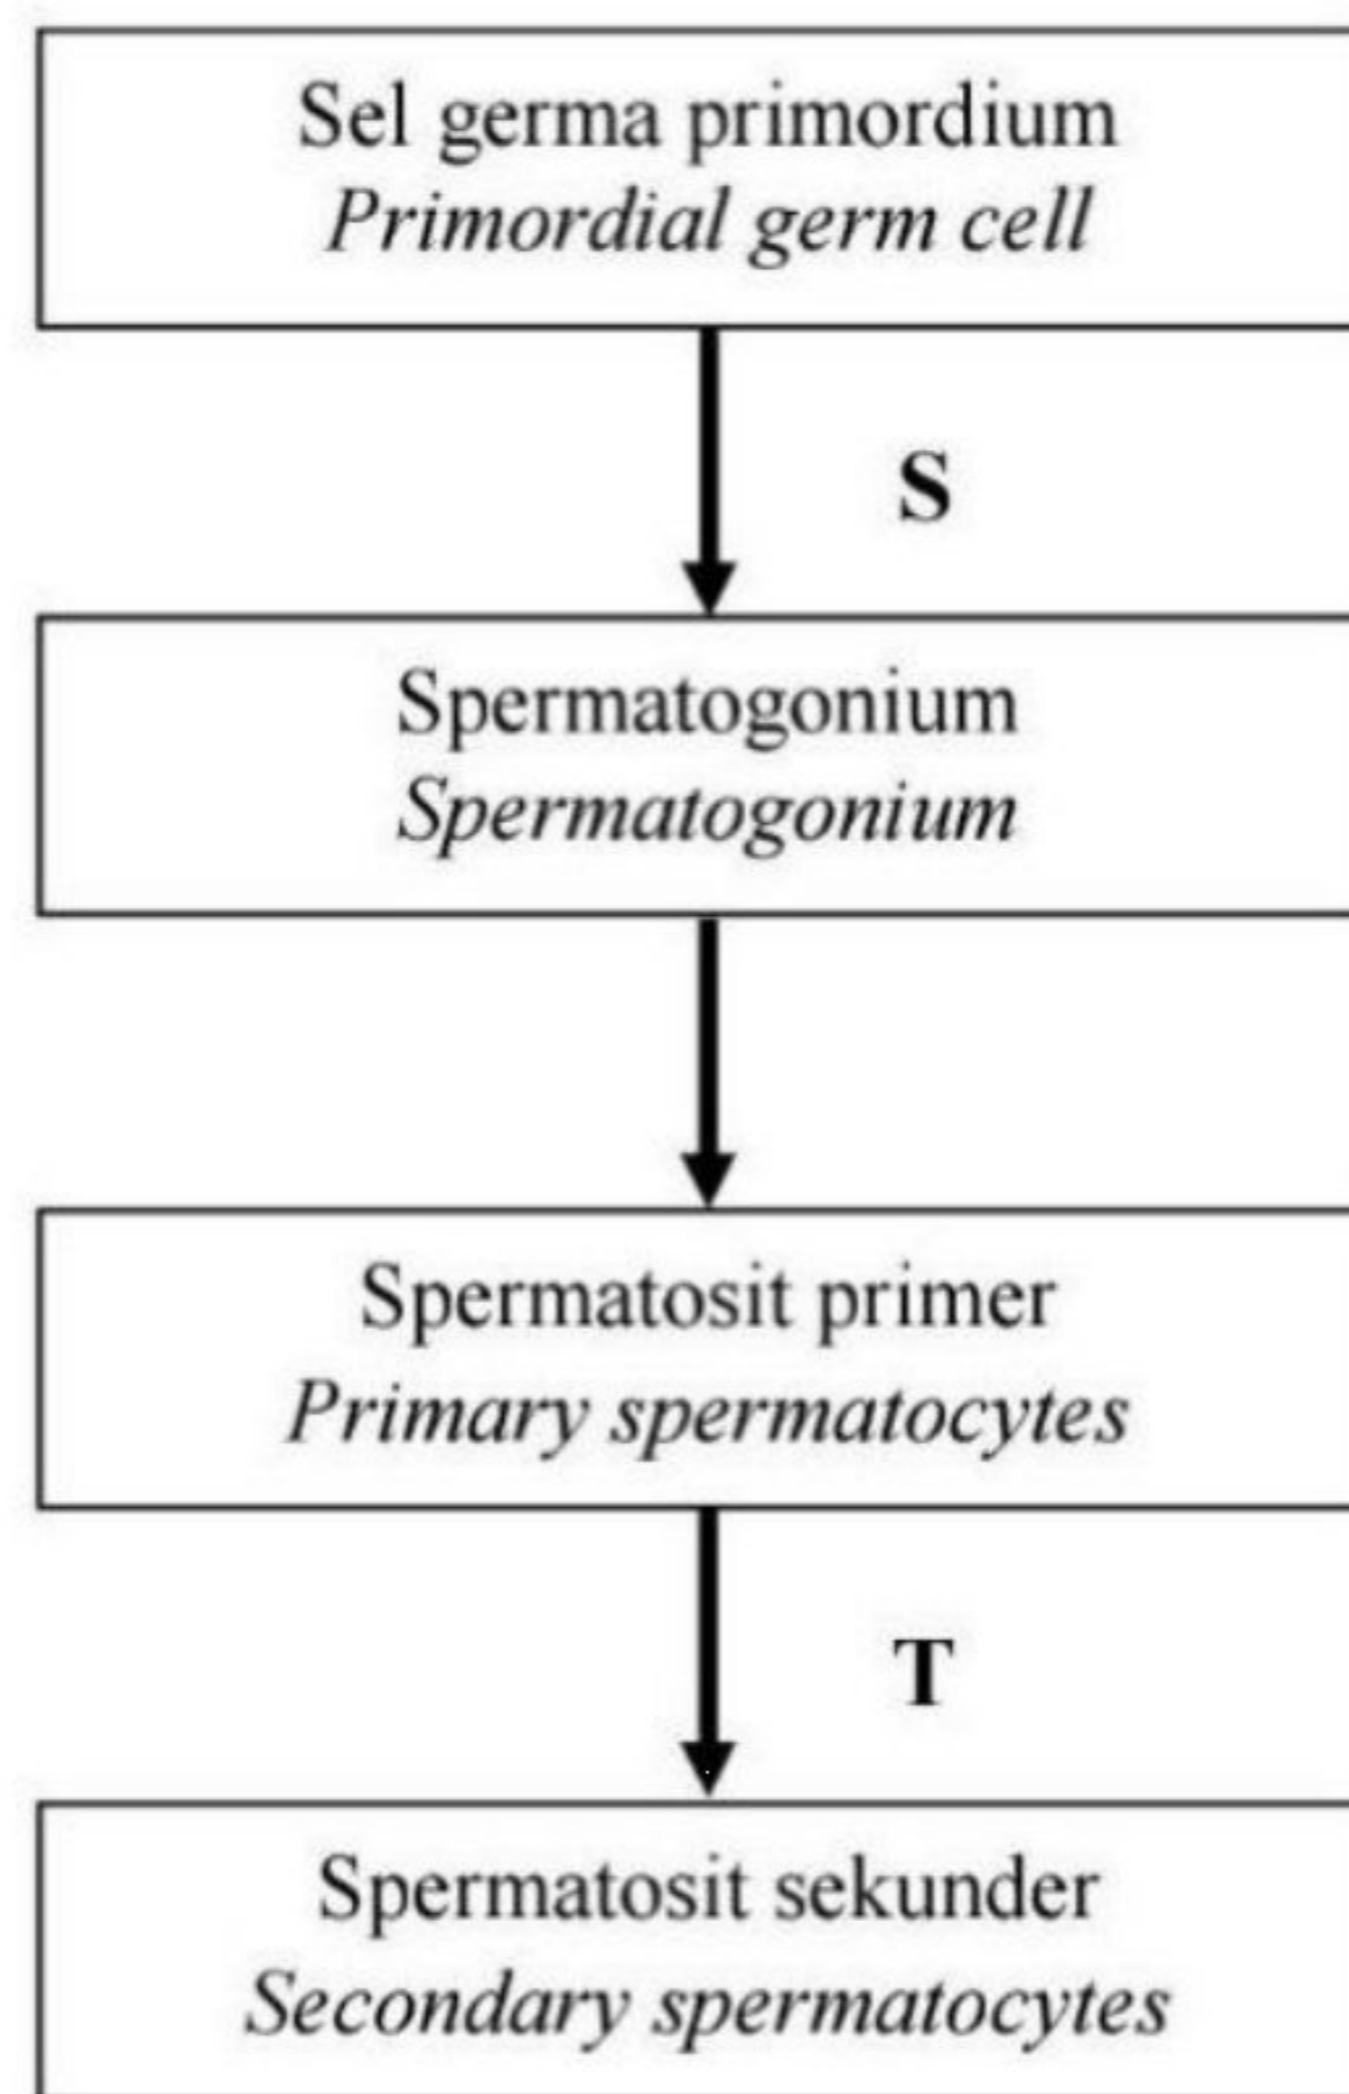 Sel germa primordium
Primordial germ cell
S
Spermatogonium
Spermatogonium
Spermatosit primer
Primary spermatocytes
T
Spermatosit sekunder
Secondary spermatocytes